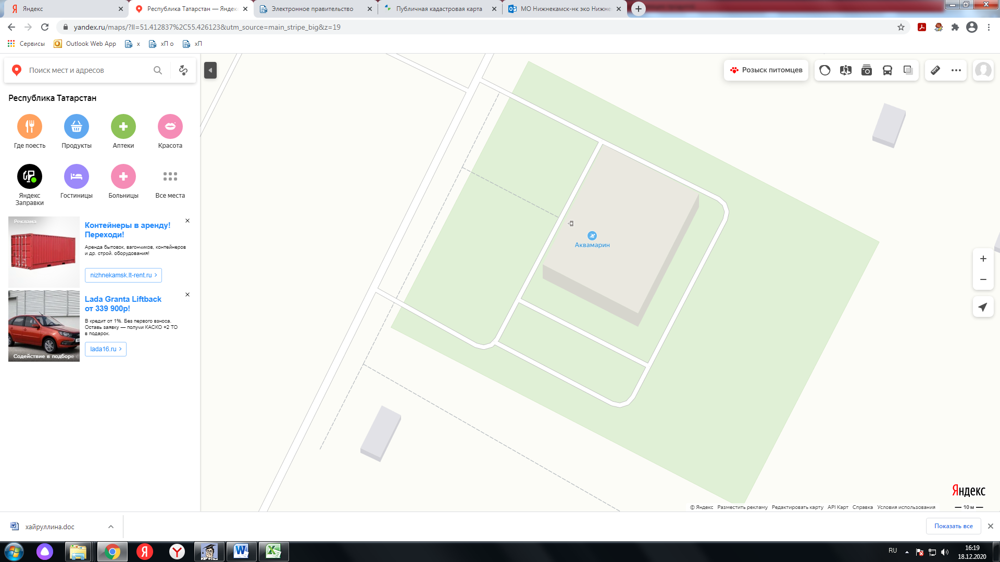 Яндекс
Республика Татарстан — Яндекс
Электронное правительство
Публичная кадастровая карта
МО Нижнекамск-нк эко Нижне
yandex.ru/maps/?ll=51.412837%2C55.426123&utm_source=main_stripe_big&z=19
Сервисы
Outlook Web App
х
хП о
хП
Поиск мест и адресов
Розыск питомцев
Республика Татарстан
Где поесть
Продукты
Аптеки
Красота
Яндекс
Заправки
Гостиницы
Больницы
Все места
Реклама
Контейнеры в аренду!
Переходи!
Аренда бытовок, вагончиков, контейнеров
и др. строй. оборудования!
nizhnekamsk.lt-rent.ru
Lada Granta Liftback
от 339 900р!
В кредит от 1%. Без первого взноса.
Оставь заявку — получи КАСКО +2 ТО
в подарок.
lada16.ru
Содействие в подборе
Аквамарин
Яндекс
© Яндекс
Разместить рекламу
Редактировать карту
API Карт
Справка
Условия использования
10 м
хайруллина.doc
Показать все
RU
16:19
18.12.2020